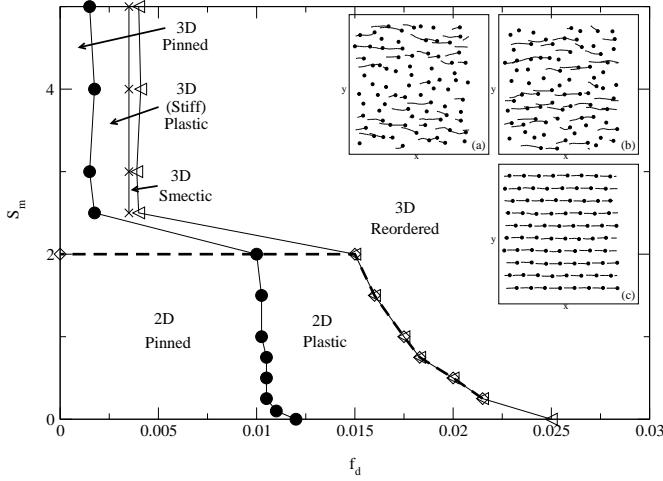 3D
Pinned
3D
(Stiff)
Plastic
3D
Smectic
3D
Reordered
2D
Pinned
2D
Plastic
y
x
(a)
y
x
(b)
y
x
(c)
4
2
0
S_m
0
0.005
0.01
0.015
0.02
0.025
0.03
f_d